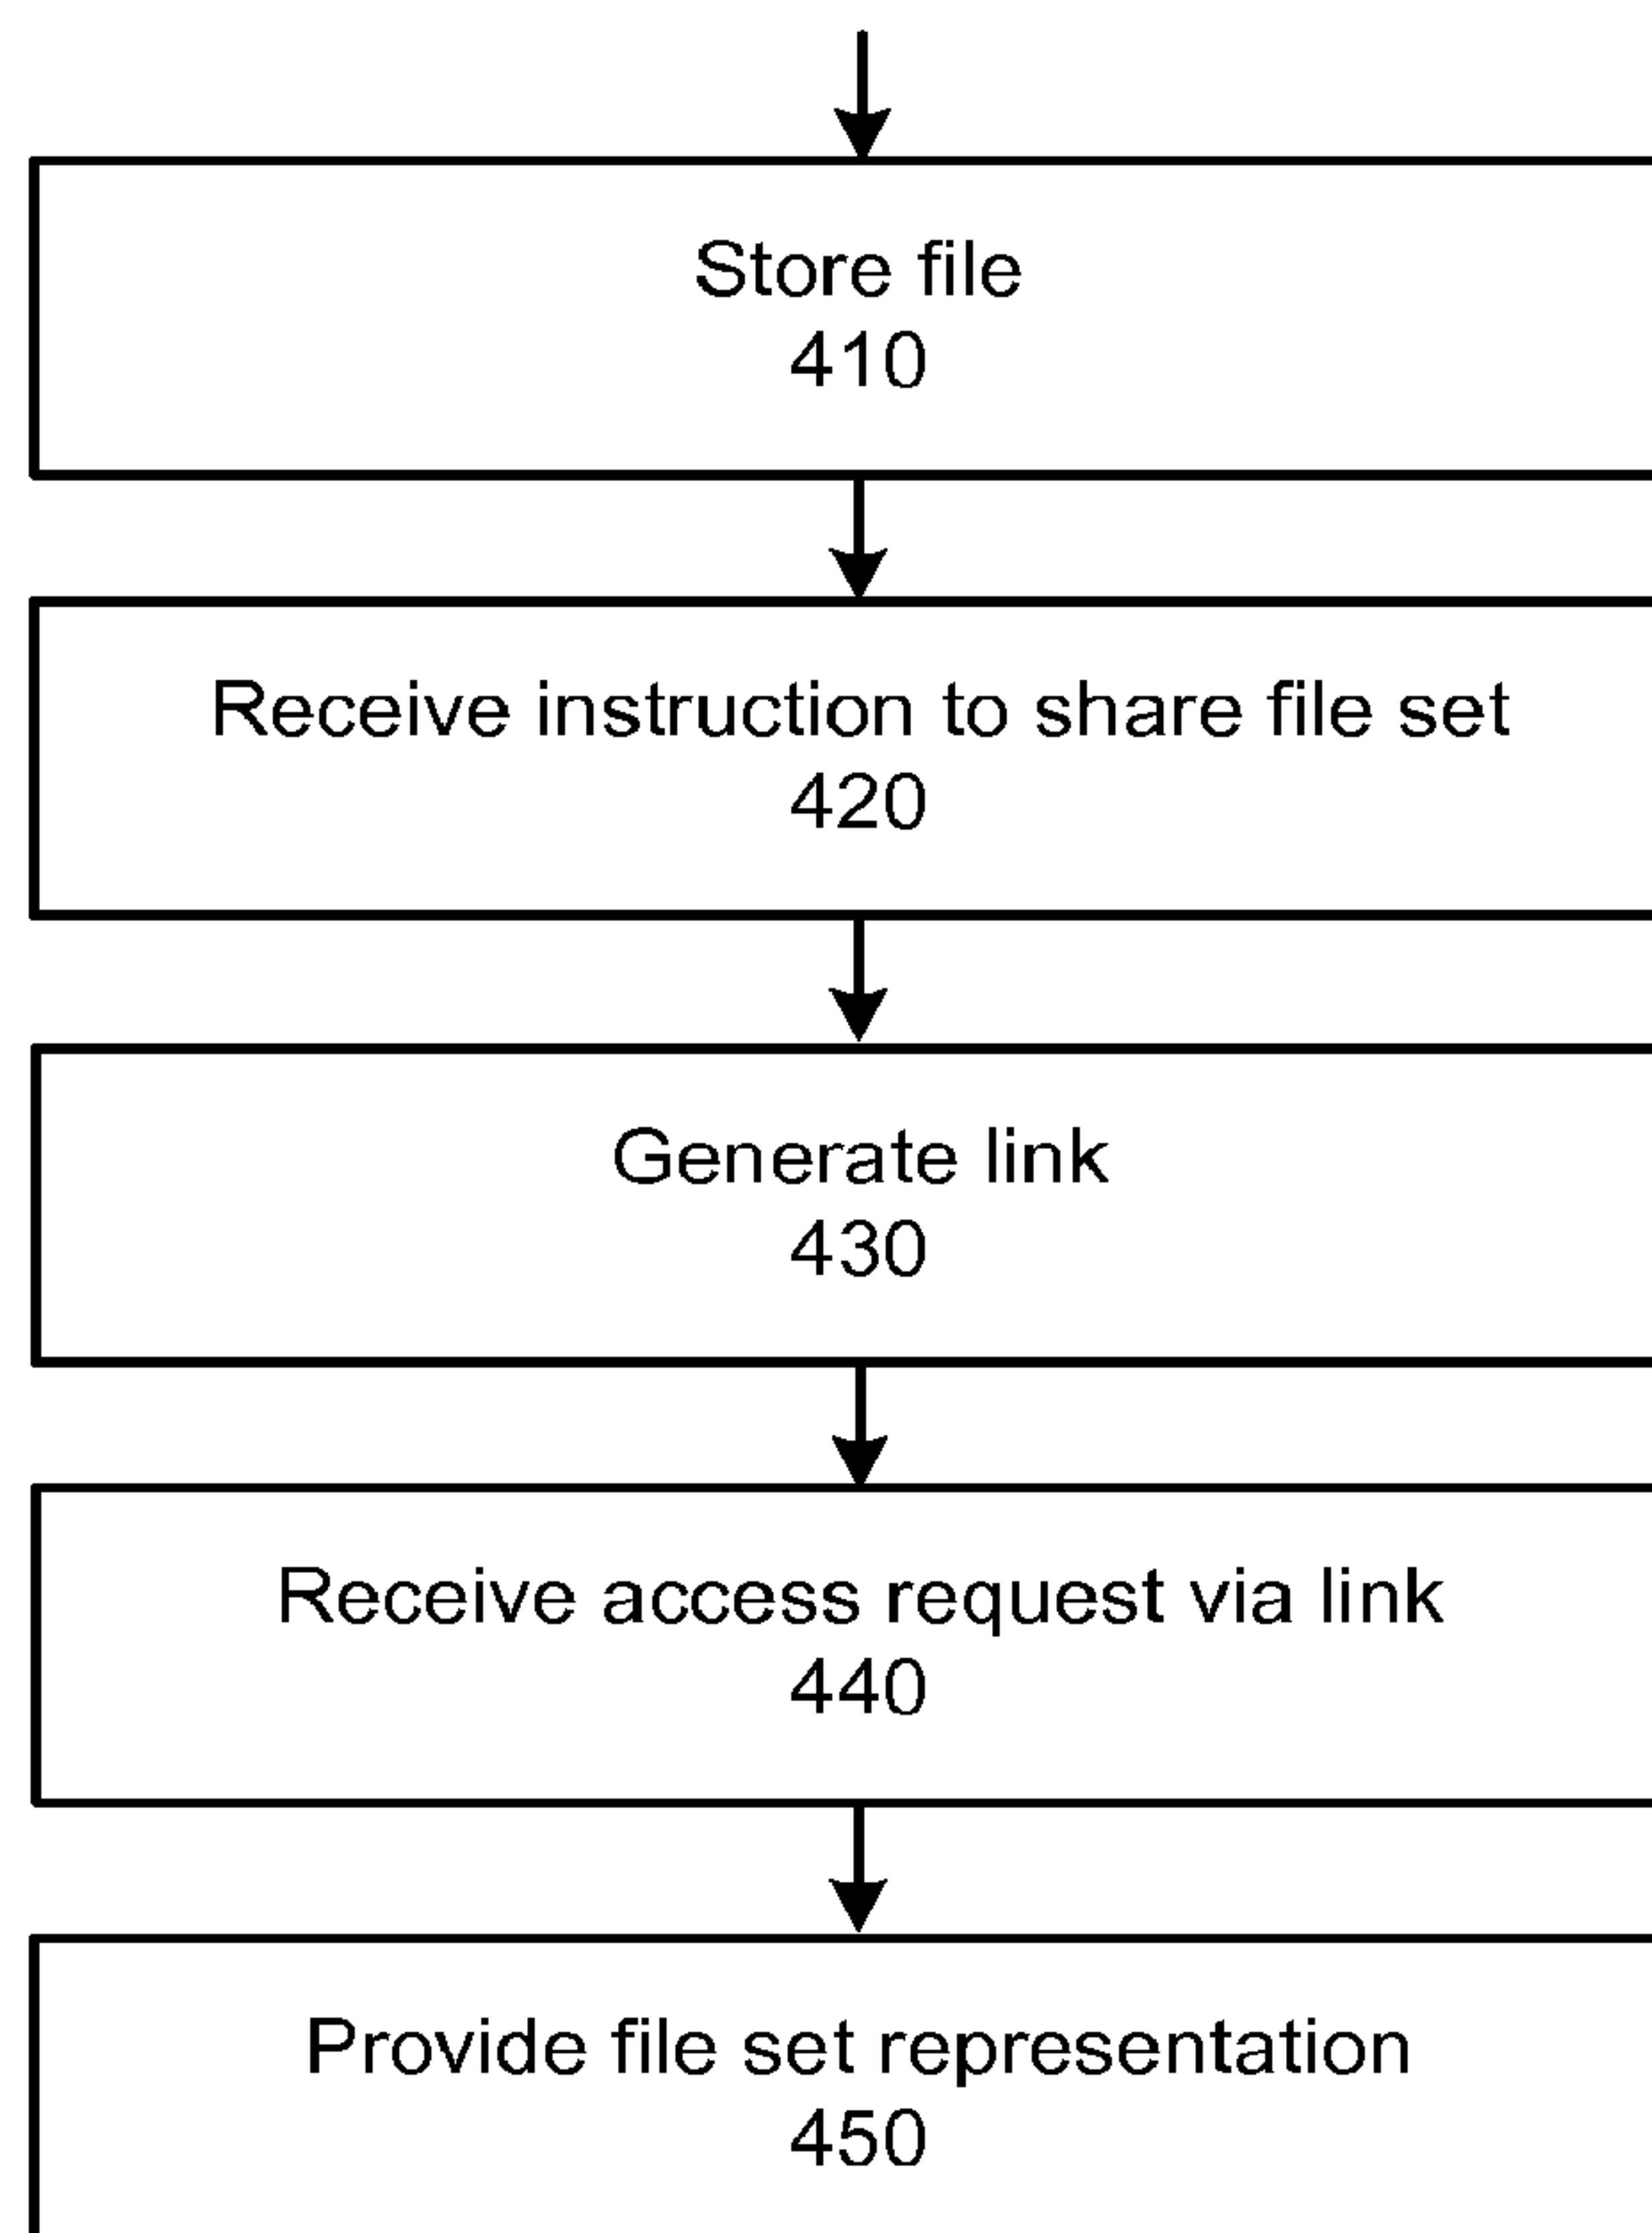 Store file
410
Receive instruction to share file set
420
Generate link
430
Receive access request via link
440
Provide file set representation
450